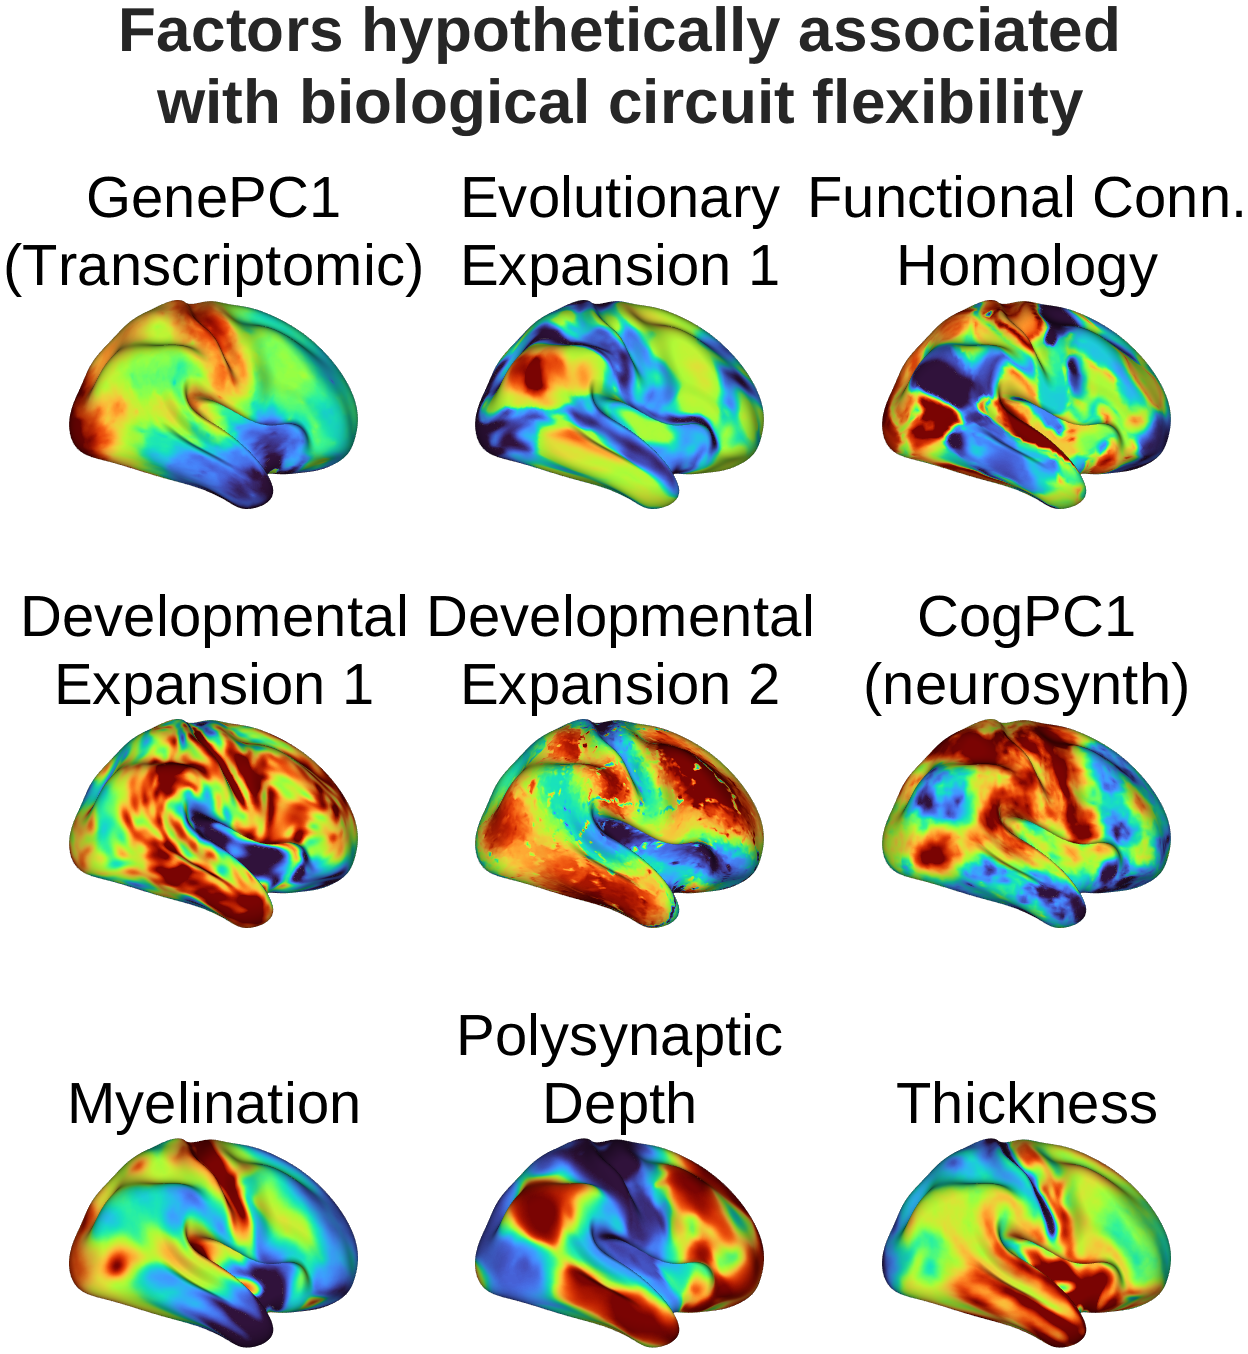 Factors hypothetically associated
with biological circuit flexibility
GenePC1
(Transcriptomic)
Evolutionary
Expansion 1
Functional Conn.
Homology
Developmental
Expansion 1
Developmental
Expansion 2
CogPC1
(neurosynth)
Myelination
Polysynaptic
Depth
Thickness